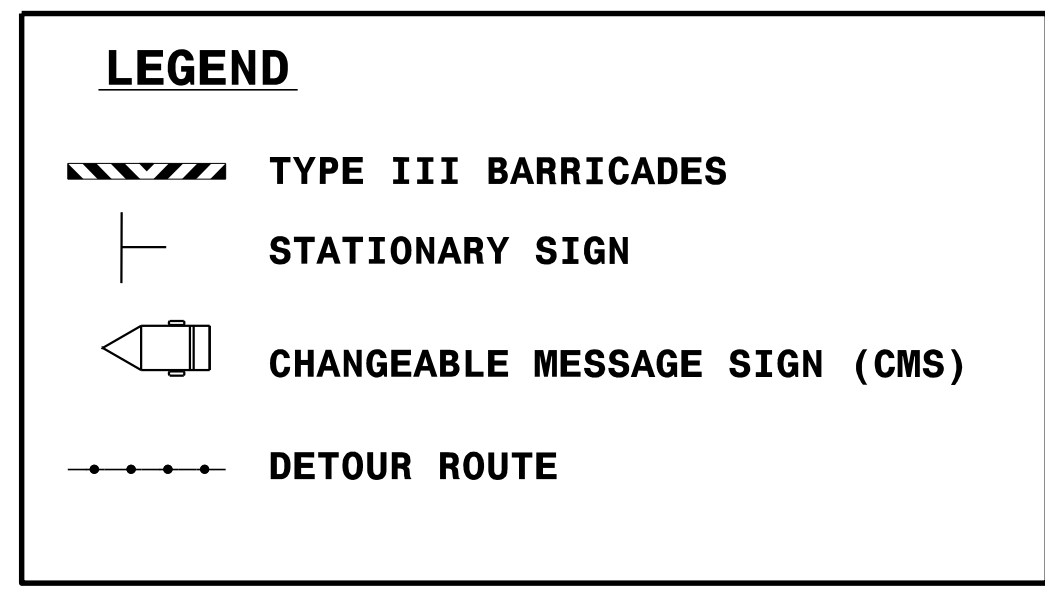 LEGEND
TYPE III BARRICADES
STATIONARY SIGN
CHANGEABLE MESSAGE SIGN (CMS)
DETOUR ROUTE